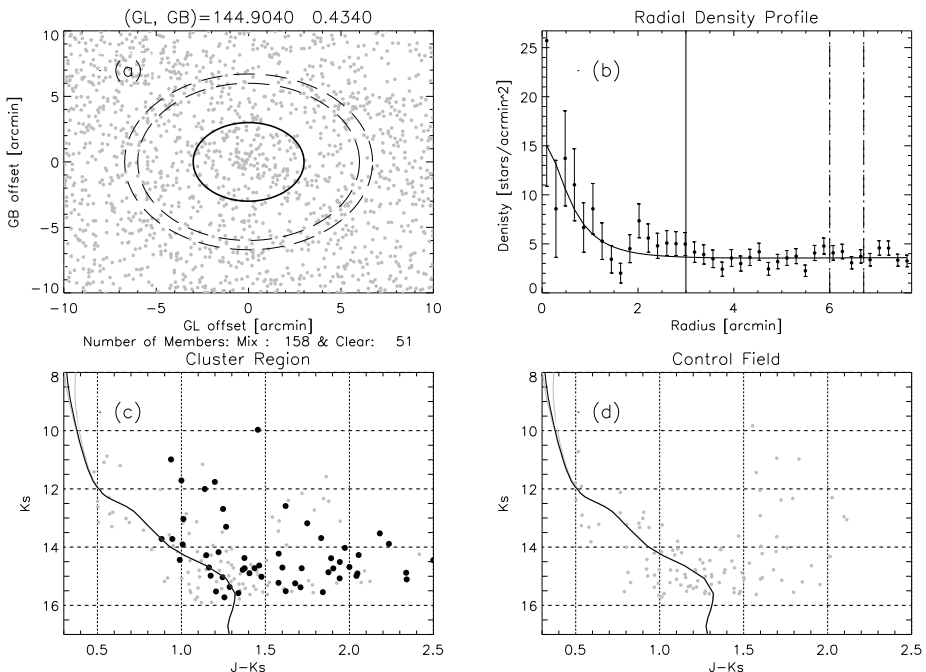 (GL, GB)=144.9040 0.4340
Radial Density Profile
(a)
(b)
10
5
0
−5
−10
GB offset [arcmin]
−10 −5 0 5 10
GL offset [arcmin]
25
20
15
10
5
0
Denisty [stars/acrmin^2]
0 2 4 6
Radius [arcmin]
Number of Members: Mix : 158 & Clear: 51
Cluster Region
Control Field
(c)
(d)
8
10
12
14
16
Ks
0.5 1.0 1.5 2.0 2.5
J−Ks
8
10
12
14
16
Ks
0.5 1.0 1.5 2.0 2.5
J−Ks